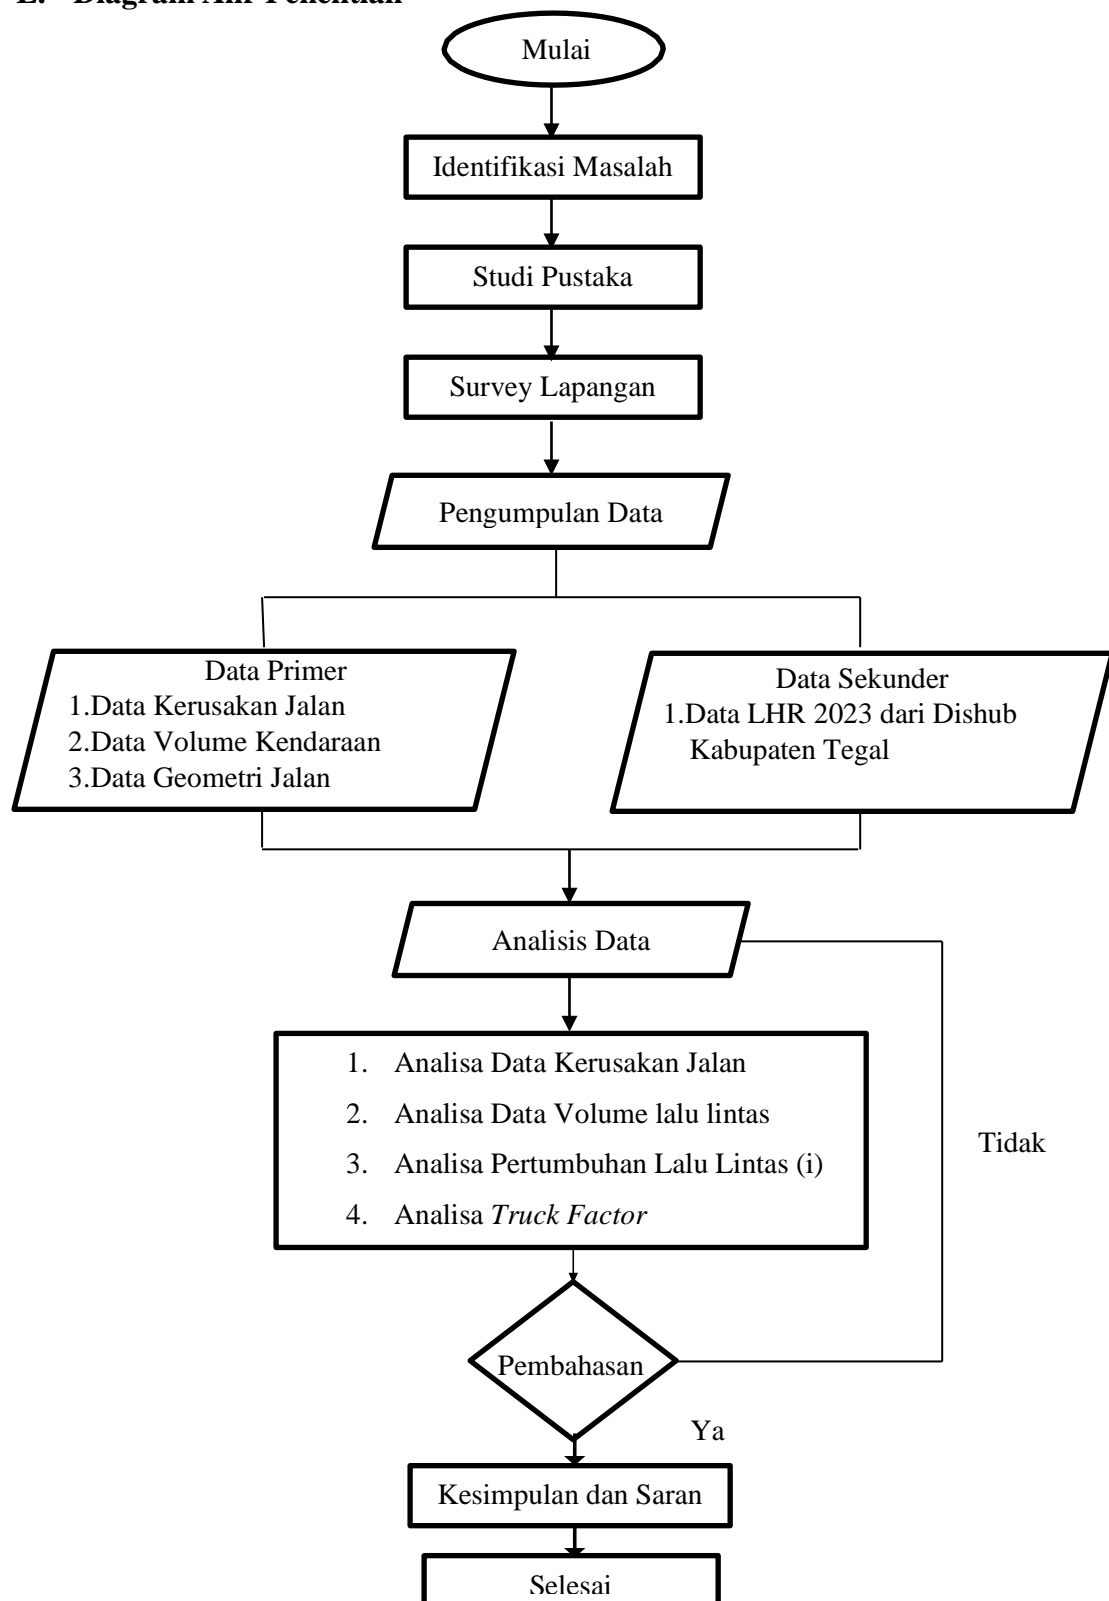 Mulai
Identifikasi Masalah
Studi Pustaka
Survey Lapangan
Pengumpulan Data
Data Primer
1.Data Kerusakan Jalan
2.Data Volume Kendaraan
3.Data Geometri Jalan
Data Sekunder
1.Data LHR 2023 dari Dishub
Kabupaten Tegal
Analisis Data
1. Analisa Data Kerusakan Jalan
2. Analisa Data Volume lalu lintas
3. Analisa Pertumbuhan Lalu Lintas (i)
4. Analisa Truck Factor
Tidak
Pembahasan
Ya
Kesimpulan dan Saran
Selesai